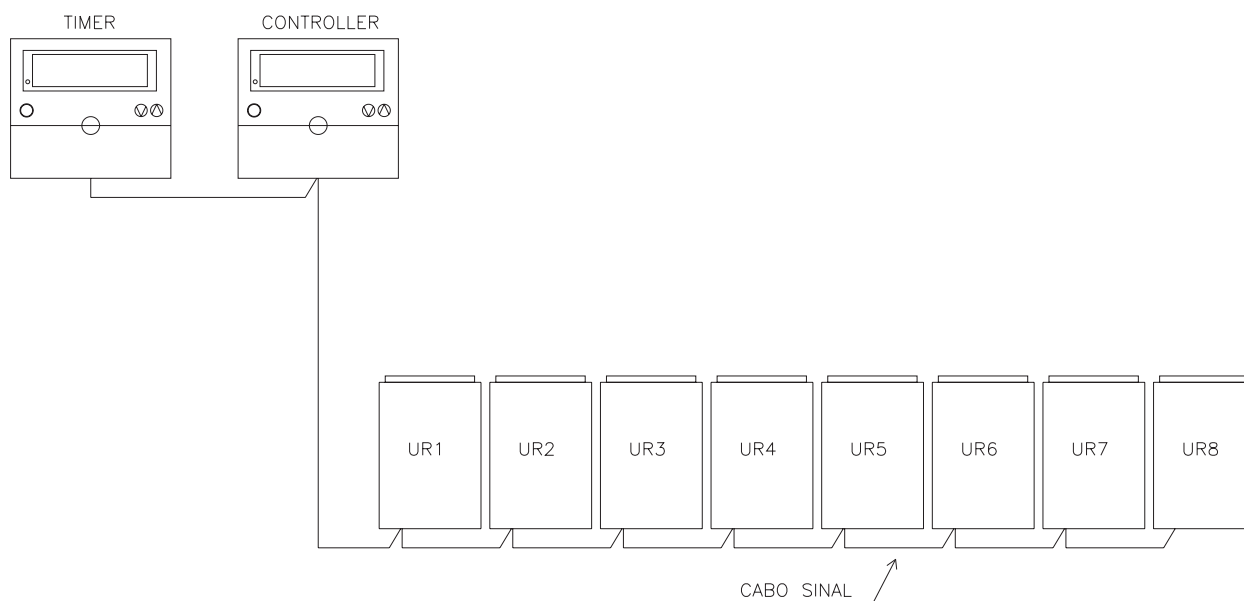 TIMER
CONTROLLER
UR1
UR2
UR3
UR4
UR5
UR6
UR7
UR8
CABO SINAL